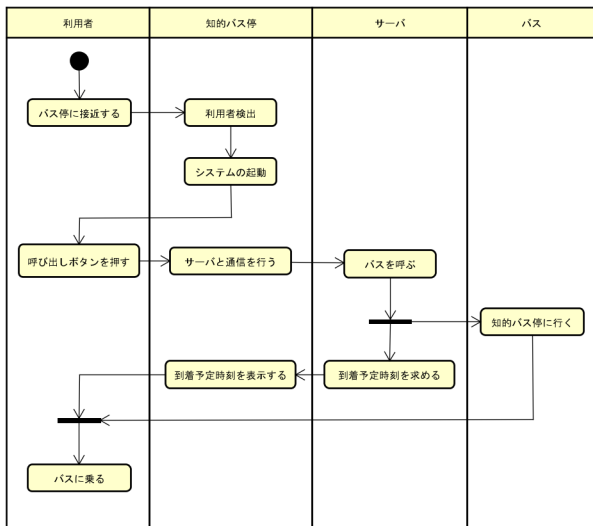 利用者
知的バス停
サーバ
バス
バス停に接近する
利用者検出
システムの起動
呼び出しボタンを押す
サーバと通信を行う
バスを呼ぶ
知的バス停に行く
到着予定時刻を表示する
到着予定時刻を求める
バスに乗る